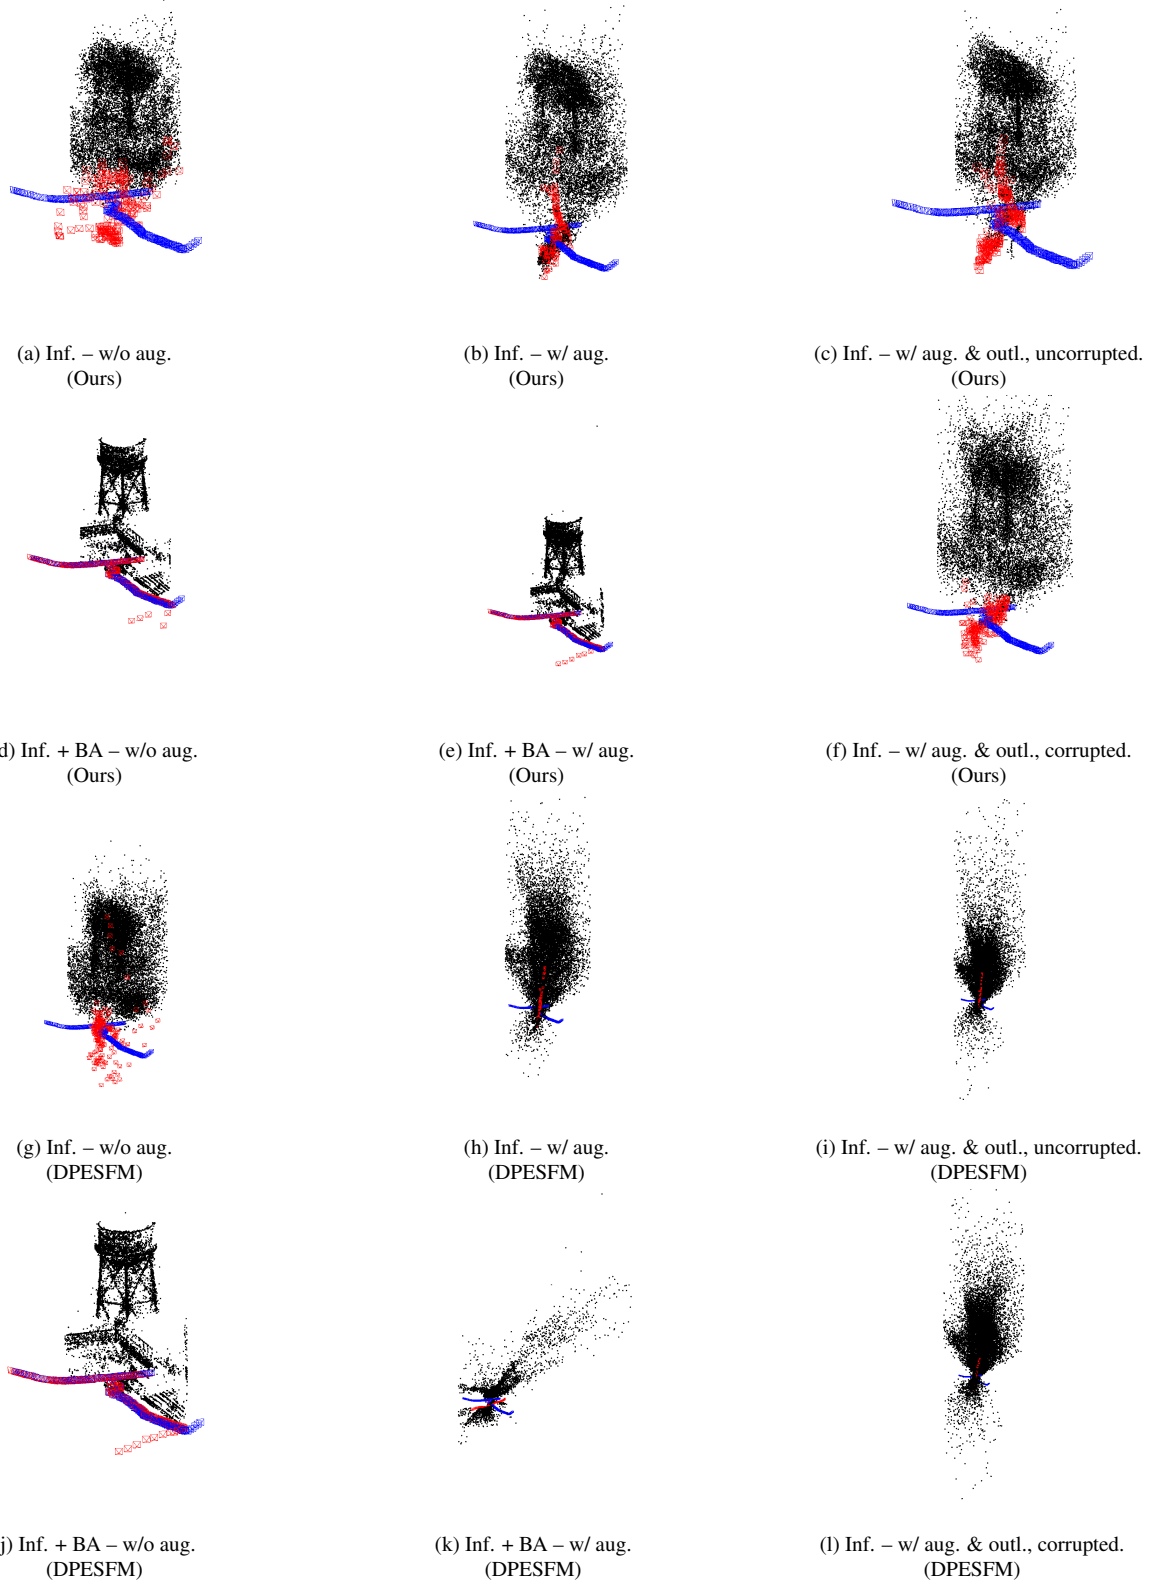 (a) Inf. – w/o aug.
(Ours)
(b) Inf. – w/ aug.
(Ours)
(c) Inf. – w/ aug. & outl., uncorrupted.
(Ours)
d) Inf. + BA – w/o aug.
(Ours)
(e) Inf. + BA – w/ aug.
(Ours)
(f) Inf. – w/ aug. & outl., corrupted.
(Ours)
(g) Inf. – w/o aug.
(DPESFM)
(h) Inf. – w/ aug.
(DPESFM)
(i) Inf. – w/ aug. & outl., uncorrupted.
(DPESFM)
j) Inf. + BA – w/o aug.
(DPESFM)
(k) Inf. + BA – w/ aug.
(DPESFM)
(l) Inf. – w/ aug. & outl., corrupted.
(DPESFM)